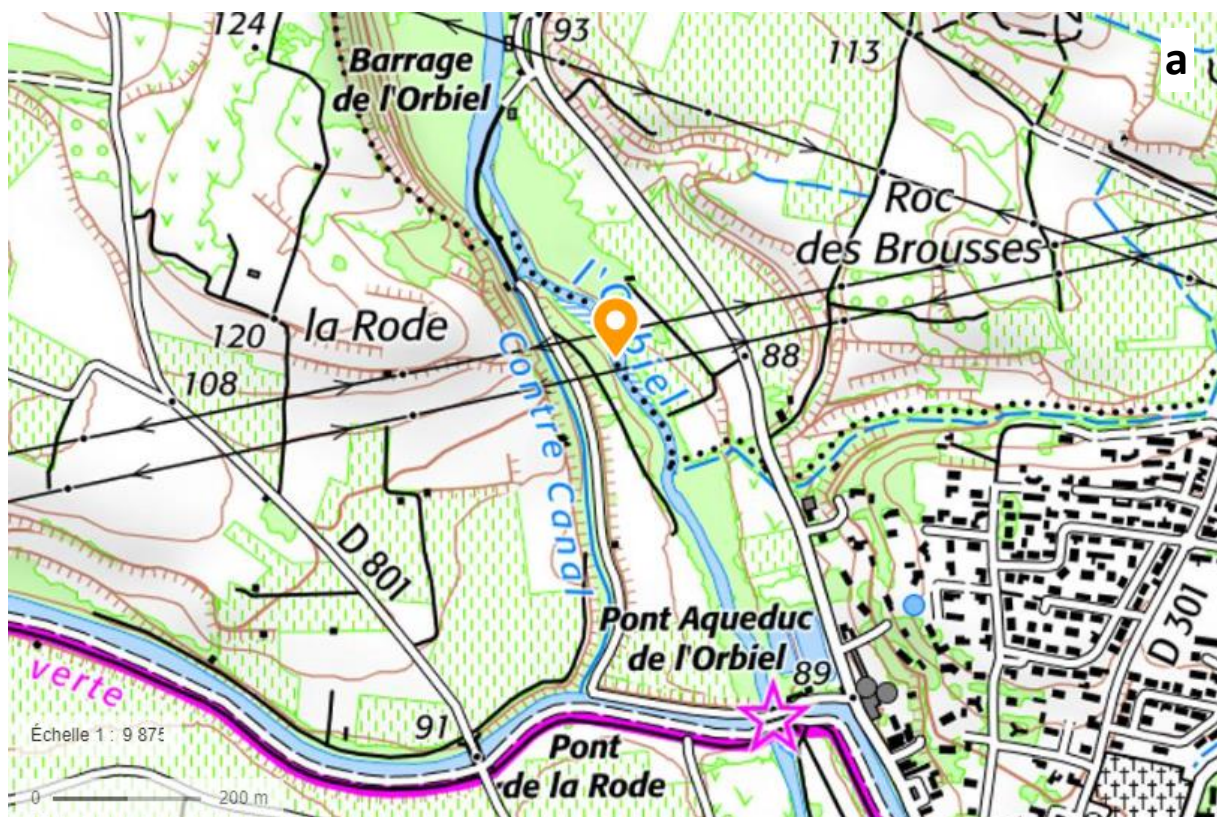 124
93
a
Barrage
de l'Orbiel
113
Roc
des Brousses
120
la Rode
108
88
Contre Canal
D 801
D 301
Pont Aqueduc
de l'Orbiel
89
verte
91
Échelle 1 : 9 875
0 200 m
Pont
de la Rode